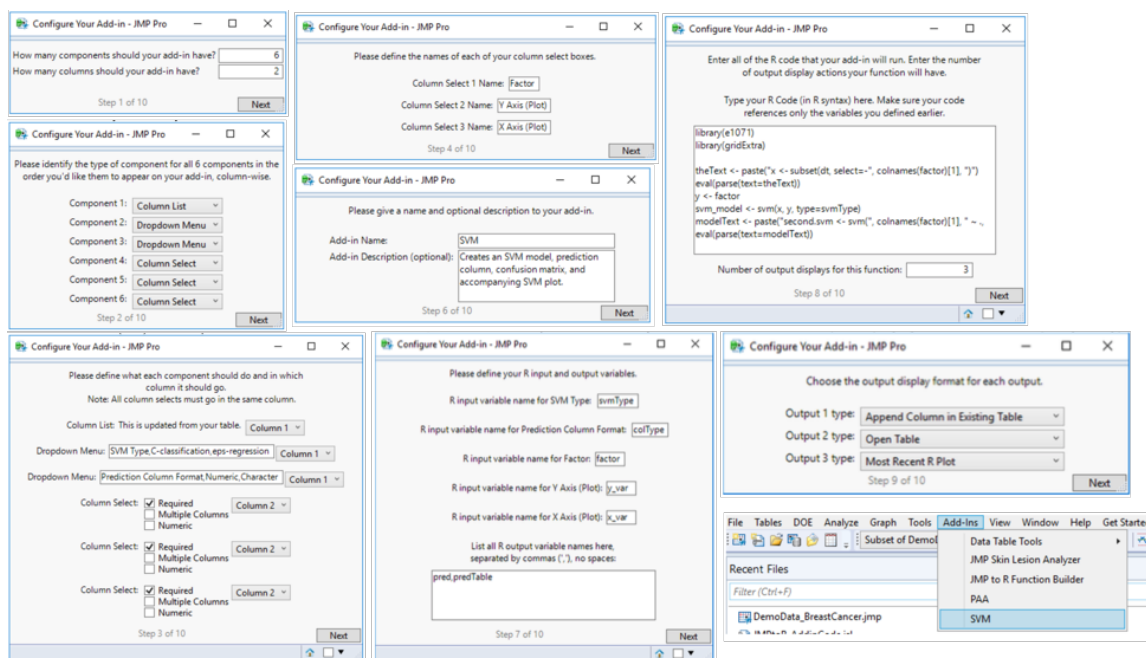 Configure Your Add-in - JMP Pro
How many components should your add-in have? 6
How many columns should your add-in have? 2
Step 1 of 10
Next
Configure Your Add-in - JMP Pro
Please identify the type of component for all 6 components in the
order you'd like them to appear on your add-in, column-wise.
Component 1: Column List
Component 2: Dropdown Menu
Component 3: Dropdown Menu
Component 4: Column Select
Component 5: Column Select
Component 6: Column Select
Step 2 of 10
Next
Configure Your Add-in - JMP Pro
Please define the names of each of your column select boxes.
Column Select 1 Name: Factor
Column Select 2 Name: Y Axis (Plot)
Column Select 3 Name: X Axis (Plot)
Step 4 of 10
Next
Configure Your Add-in - JMP Pro
Please give a name and optional description to your add-in.
Add-in Name: SVM
Add-in Description (optional): Creates an SVM model, prediction
column, confusion matrix, and
accompanying SVM plot.
Step 6 of 10
Next
Configure Your Add-in - JMP Pro
Enter all of the R code that your add-in will run. Enter the number
of output display actions your function will have.
Type your R Code (in R syntax) here. Make sure your code
references only the variables you defined earlier.
library(e1071)
library(gridExtra)
theText <- paste("x <- subset(dt, select=-", colnames(factor)[1], ")")
eval(parse(text=theText))
y <- factor
svm_model <- svm(x, y, type=svmType)
modelText <- paste("second.svm <- svm(", colnames(factor)[1], " ~ .,
eval(parse(text=modelText))
Number of output displays for this function: 3
Step 8 of 10
Next
Configure Your Add-in - JMP Pro
Please define what each component should do and in which
column it should go.
Note: All column selects must go in the same column.
Column List: This is updated from your table. Column 1
Dropdown Menu: SVM Type,C-classification,eps-regression Column 1
Dropdown Menu: Prediction Column Format,Numeric,Character Column 1
Column Select: Required Column 2
Multiple Columns
Numeric
Column Select: Required Column 2
Multiple Columns
Numeric
Column Select: Required Column 2
Multiple Columns
Numeric
Step 3 of 10
Next
Configure Your Add-in - JMP Pro
Please define your R input and output variables.
R input variable name for SVM Type: svmType
R input variable name for Prediction Column Format: colType
R input variable name for Factor: factor
R input variable name for Y Axis (Plot): y_var
R input variable name for X Axis (Plot): x_var
List all R output variable names here,
separated by commas (','), no spaces:
pred,predTable
Step 7 of 10
Next
Configure Your Add-in - JMP Pro
Choose the output display format for each output.
Output 1 type: Append Column in Existing Table
Output 2 type: Open Table
Output 3 type: Most Recent R Plot
Step 9 of 10
Next
File Tables DOE Analyze Graph Tools Add-Ins View Window Help Get Starte
Subset of Demo
Data Table Tools
JMP Skin Lesion Analyzer
JMP to R Function Builder
PAA
SVM
Recent Files
Filter (Ctrl+F)
DemoData_BreastCancer.jmp